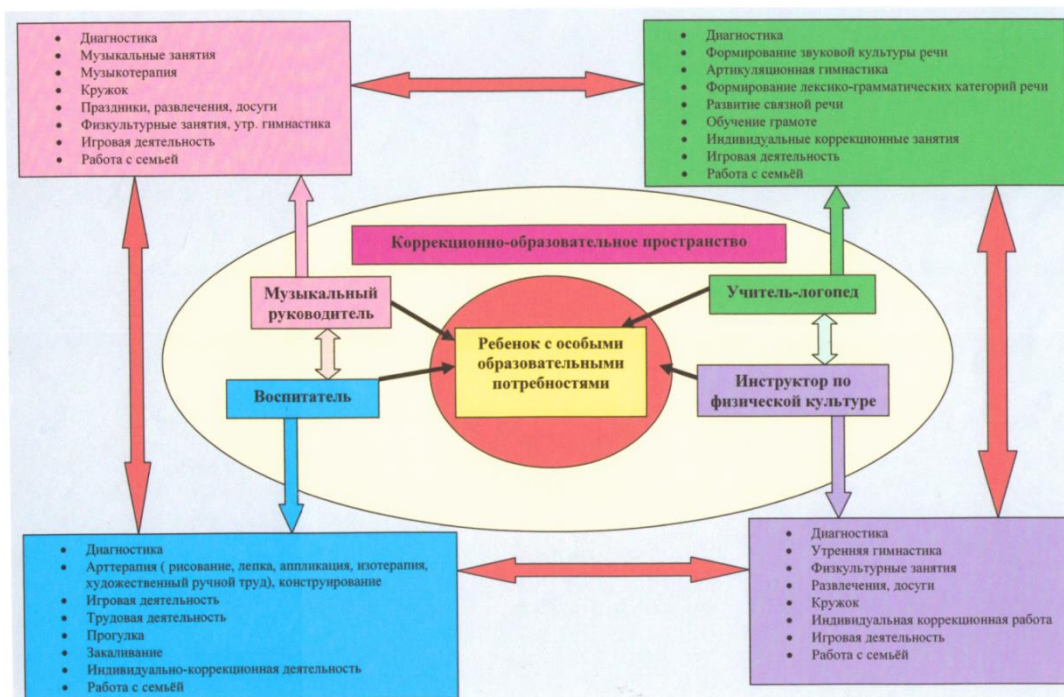 • Диагностика
• Музыкальные занятия
• Музыкотерапия
• Кружок
• Праздники, развлечения, досуги
• Физкультурные занятия, утр. гимнастика
• Игровая деятельность
• Работа с семьей
• Диагностика
• Формирование звуковой культуры речи
• Артикуляционная гимнастика
• Формирование лексико-грамматических категорий речи
• Развитие связной речи
• Обучение грамоте
• Индивидуальные коррекционные занятия
• Игровая деятельность
• Работа с семьёй
Коррекционно-образовательное пространство
Музыкальный
руководитель
Учитель-логопед
Ребенок с особыми
образовательными
потребностями
Воспитатель
Инструктор по
физической культуре
• Диагностика
• Арттерапия ( рисование, лепка, аппликация, изотерапия,
художественный ручной труд), конструирование
• Игровая деятельность
• Трудовая деятельность
• Прогулка
• Закаливание
• Индивидуально-коррекционная деятельность
• Работа с семьёй
• Диагностика
• Утренняя гимнастика
• Физкультурные занятия
• Развлечения, досуги
• Кружок
• Индивидуальная коррекционная работа
• Игровая деятельность
• Работа с семьёй